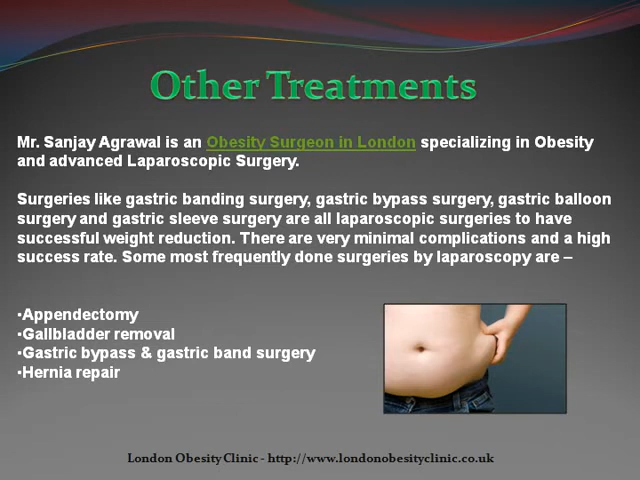 Other Treatments
Mr. Sanjay Agrawal is an Obesity Surgeon in London specializing in Obesity
and advanced Laparoscopic Surgery.
Surgeries like gastric banding surgery, gastric bypass surgery, gastric balloon
surgery and gastric sleeve surgery are all laparoscopic surgeries to have
successful weight reduction. There are very minimal complications and a high
success rate. Some most frequently done surgeries by laparoscopy are –
•Appendectomy
•Gallbladder removal
•Gastric bypass & gastric band surgery
•Hernia repair
London Obesity Clinic - http://www.londonobesityclinic.co.uk